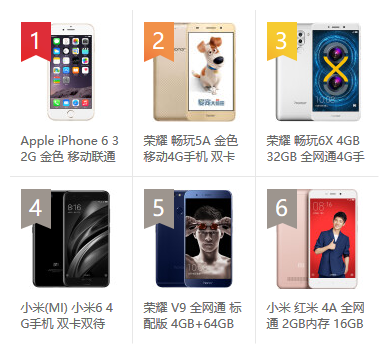 1
2
3
Apple iPhone 6 3
2G 金色 移动联通
荣耀 畅玩5A 金色
移动4G手机 双卡
荣耀 畅玩6X 4GB
32GB 全网通4G手
4
5
6
8:16
小米(MI) 小米6 4
G手机 双卡双待
荣耀 V9 全网通 标
配版 4GB+64GB
小米 红米 4A 全网
通 2GB内存 16GB